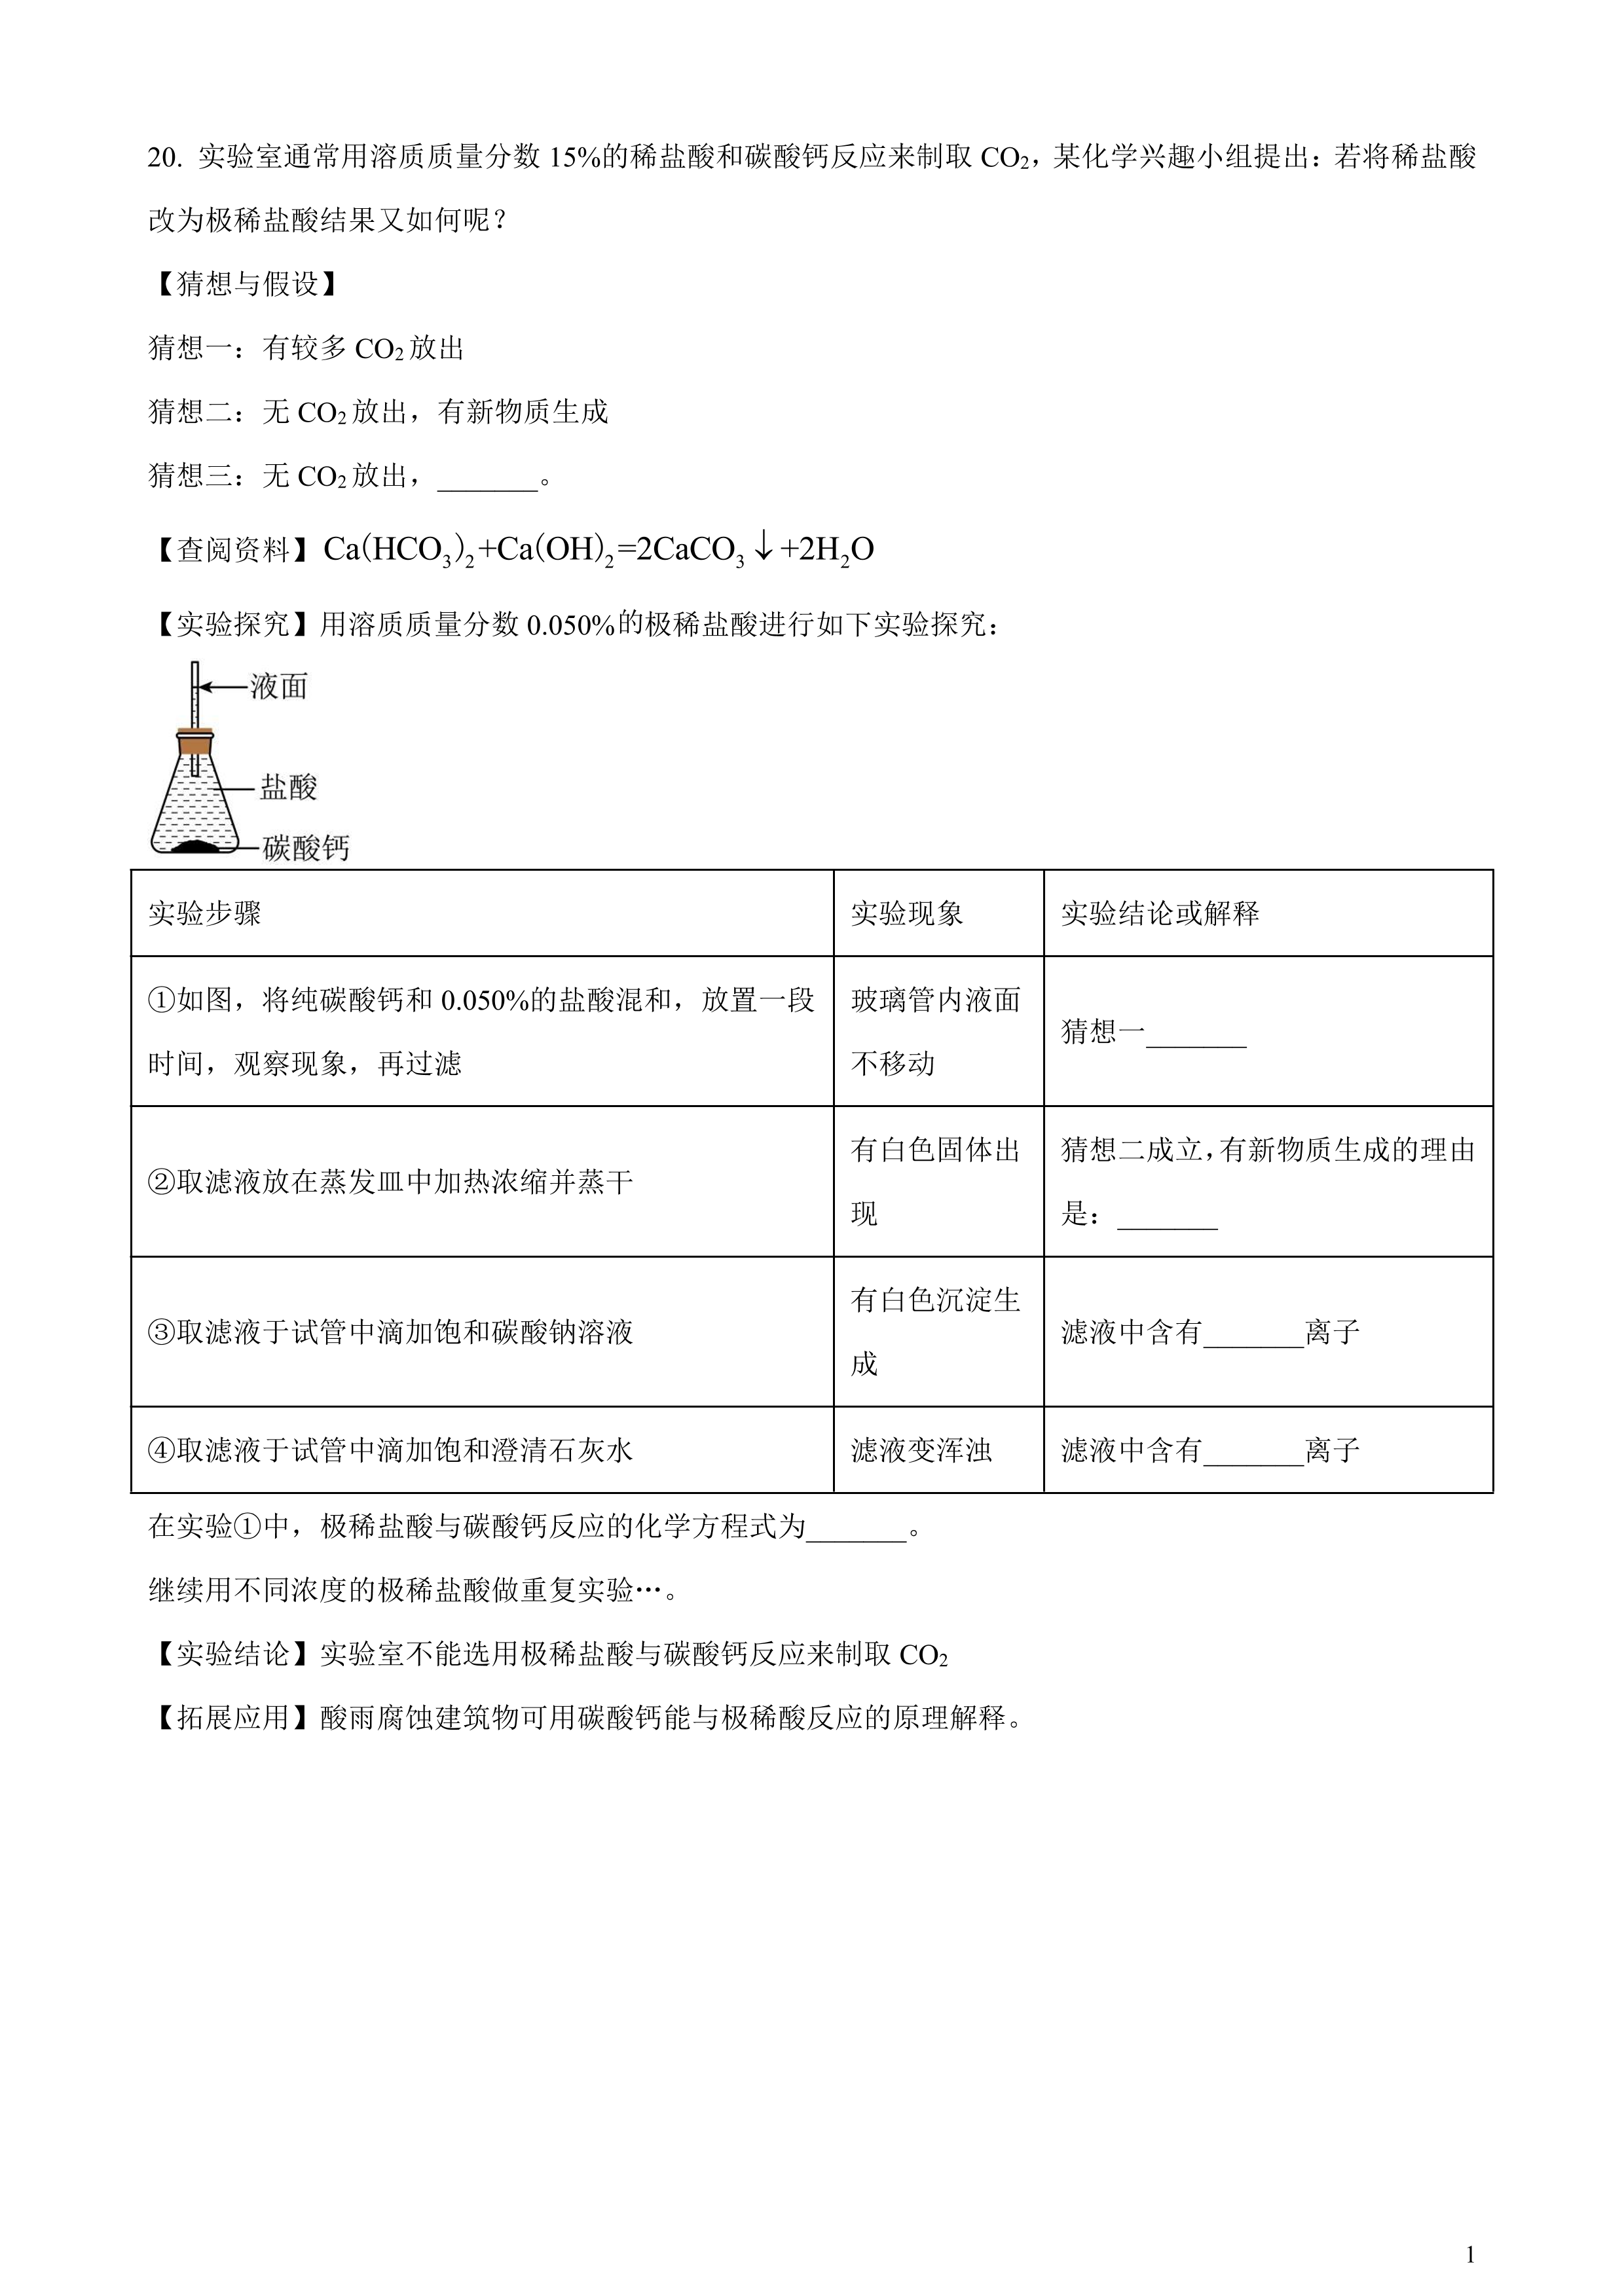 20. 实验室通常用溶质质量分数 15%的稀盐酸和碳酸钙反应来制取 CO₂，某化学兴趣小组提出：若将稀盐酸
改为极稀盐酸结果又如何呢？
【猜想与假设】
猜想一：有较多 CO₂放出
猜想二：无 CO₂放出，有新物质生成
猜想三：无 CO₂放出，_______。
【查阅资料】Ca(HCO₃)₂+Ca(OH)₂=2CaCO₃↓+2H₂O
【实验探究】用溶质质量分数 0.050%的极稀盐酸进行如下实验探究：
液面
盐酸
碳酸钙
实验步骤 实验现象 实验结论或解释
①如图，将纯碳酸钙和 0.050%的盐酸混和，放置一段
时间，观察现象，再过滤
玻璃管内液面
不移动
猜想一_______
②取滤液放在蒸发皿中加热浓缩并蒸干
有白色固体出
现
猜想二成立，有新物质生成的理由
是：_______
③取滤液于试管中滴加饱和碳酸钠溶液
有白色沉淀生
成
滤液中含有_______离子
④取滤液于试管中滴加饱和澄清石灰水 滤液变浑浊 滤液中含有_______离子
在实验①中，极稀盐酸与碳酸钙反应的化学方程式为_______。
继续用不同浓度的极稀盐酸做重复实验…。
【实验结论】实验室不能选用极稀盐酸与碳酸钙反应来制取 CO₂
【拓展应用】酸雨腐蚀建筑物可用碳酸钙能与极稀酸反应的原理解释。
1